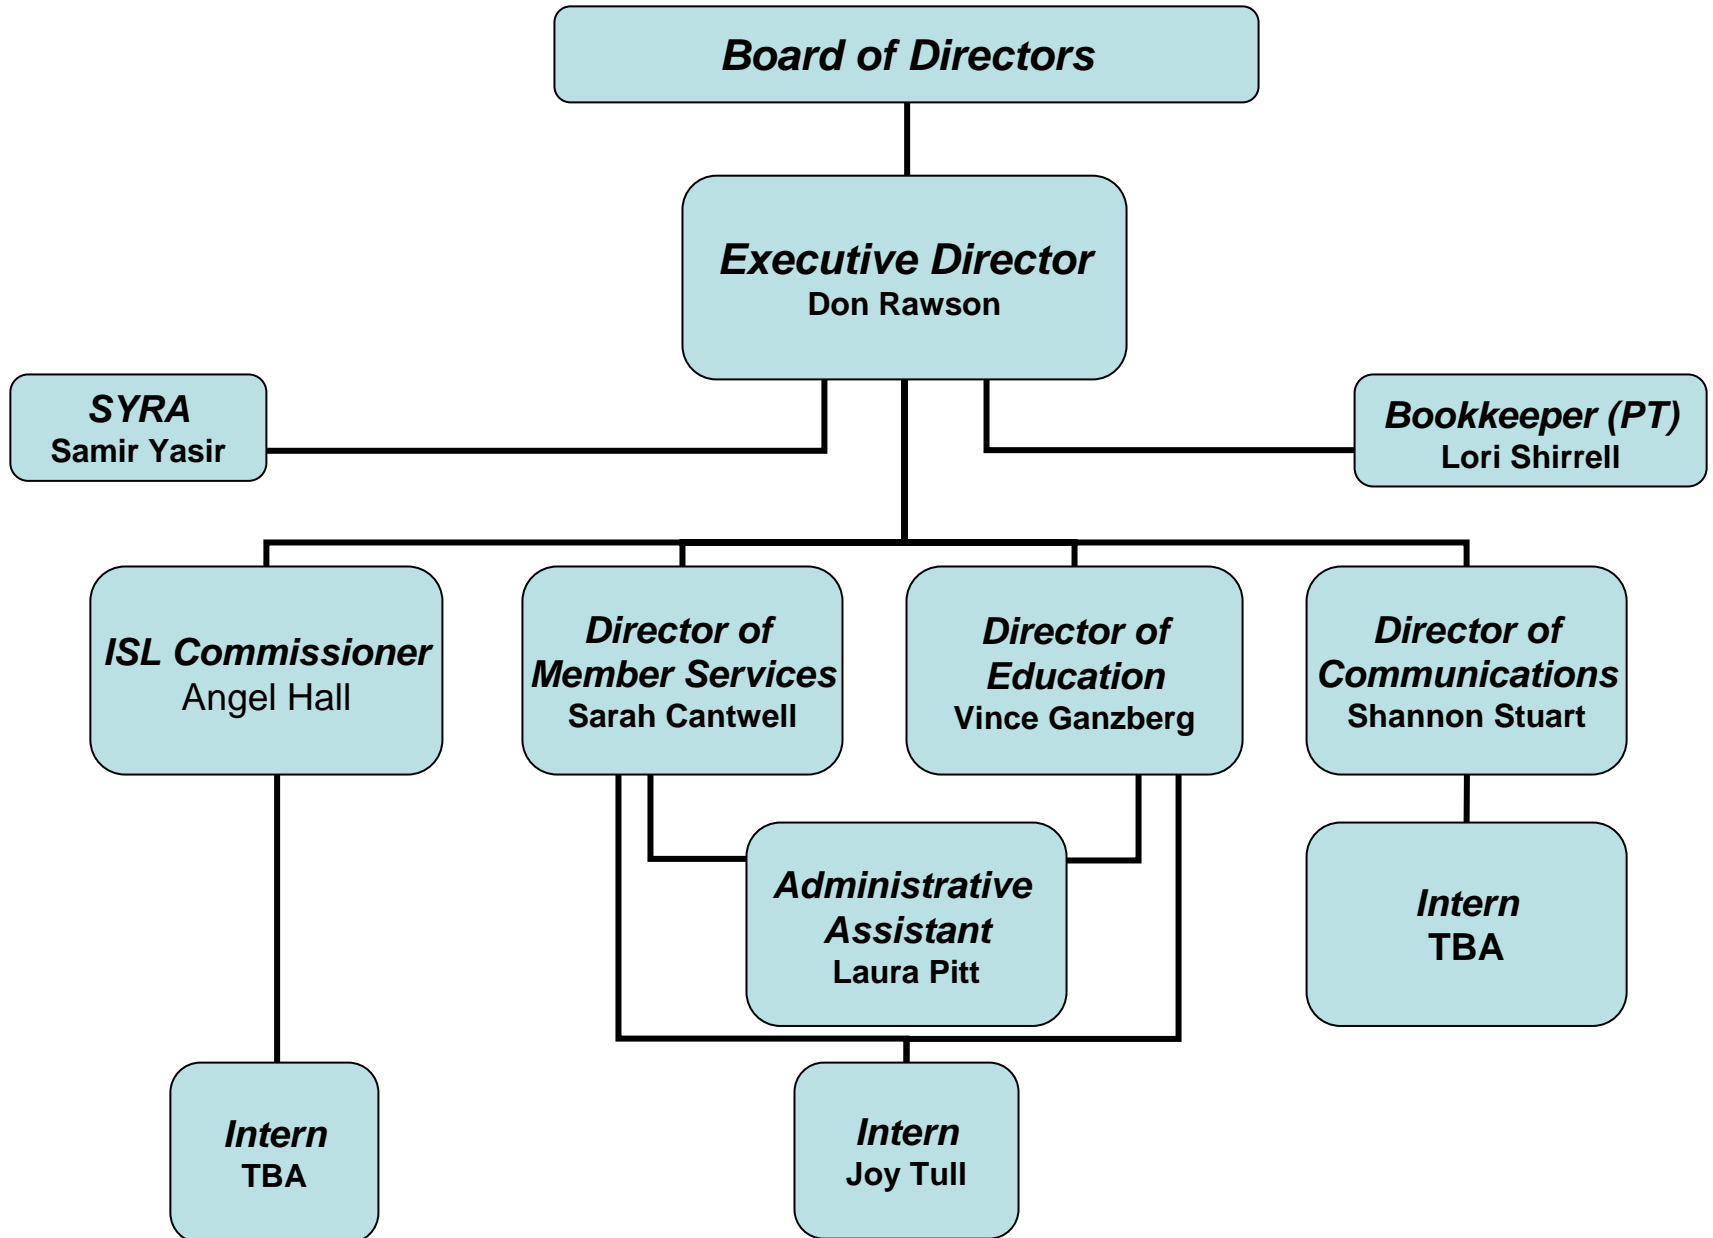 Board of Directors
Executive Director
Don Rawson
SYRA
Samir Yasir
Bookkeeper (PT)
Lori Shirrell
ISL Commissioner
Angel Hall
Director of
Member Services
Sarah Cantwell
Director of
Education
Vince Ganzberg
Director of
Communications
Shannon Stuart
Administrative
Assistant
Laura Pitt
Intern
TBA
Intern
TBA
Intern
Joy Tull